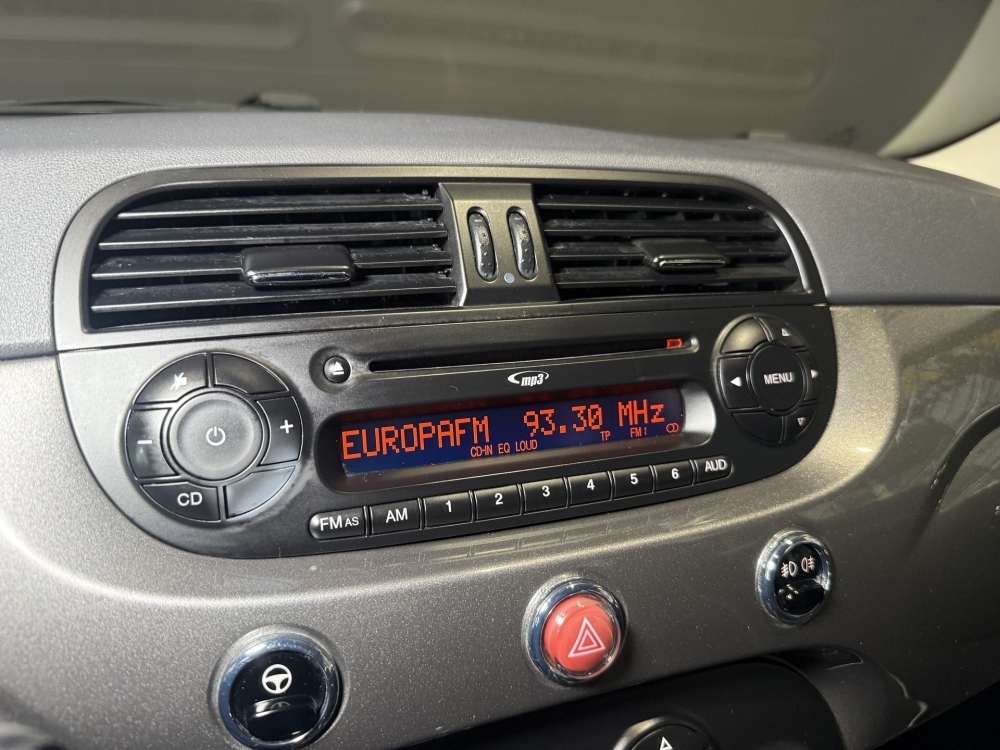 mp3
MENU
EUROPAFM 93.30 MHz
CD-IN EQ LOUD TP FM1 CD
- +
CD
FM AS AM 1 2 3 4 5 6 AUD